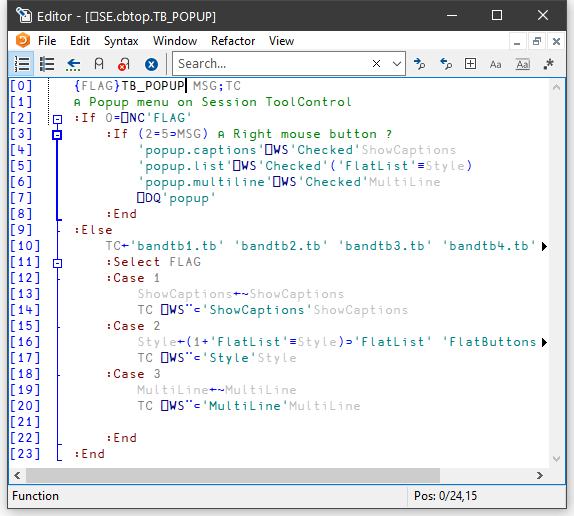 Editor - [⎕SE.cbtop.TB_POPUP]
File Edit Syntax Window Refactor View
Search... Aa Aa .*
[0] {FLAG}TB_POPUP MSG;TC
[1] ⍝ A Popup menu on Session ToolControl
[2] :If 0=⎕NC'FLAG'
[3] :If (2=5⊃MSG) ⍝ Right mouse button ?
[4] 'popup.captions'⎕WS'Checked'ShowCaptions
[5] 'popup.list'⎕WS'Checked'('FlatList'≡Style)
[6] 'popup.multiline'⎕WS'Checked'MultiLine
[7] ⎕DQ'popup'
[8] :End
[9] :Else
[10] TC←'bandtb1.tb' 'bandtb2.tb' 'bandtb3.tb' 'bandtb4.tb'
[11] :Select FLAG
[12] :Case 1
[13] ShowCaptions←~ShowCaptions
[14] TC ⎕WS¨⊂'ShowCaptions'ShowCaptions
[15] :Case 2
[16] Style←(1+'FlatList'≡Style)⊃'FlatList' 'FlatButtons
[17] TC ⎕WS¨⊂'Style'Style
[18] :Case 3
[19] MultiLine←~MultiLine
[20] TC ⎕WS¨⊂'MultiLine'MultiLine
[21]
[22] :End
[23] :End
Function Pos: 0/24,15